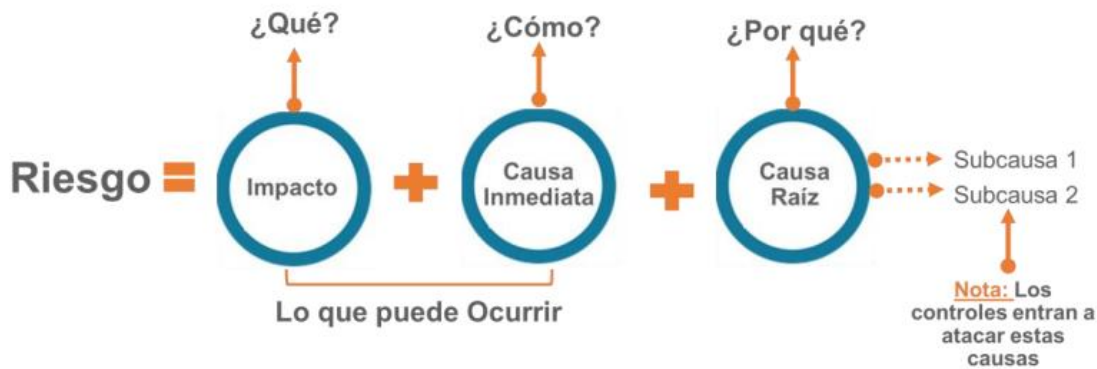 ¿Qué?
¿Cómo?
¿Por qué?
Riesgo =
Impacto
+
Causa
Inmediata
+
Causa
Raíz
Subcausa 1
Subcausa 2
Lo que puede Ocurrir
Nota: Los
controles entran a
atacar estas
causas